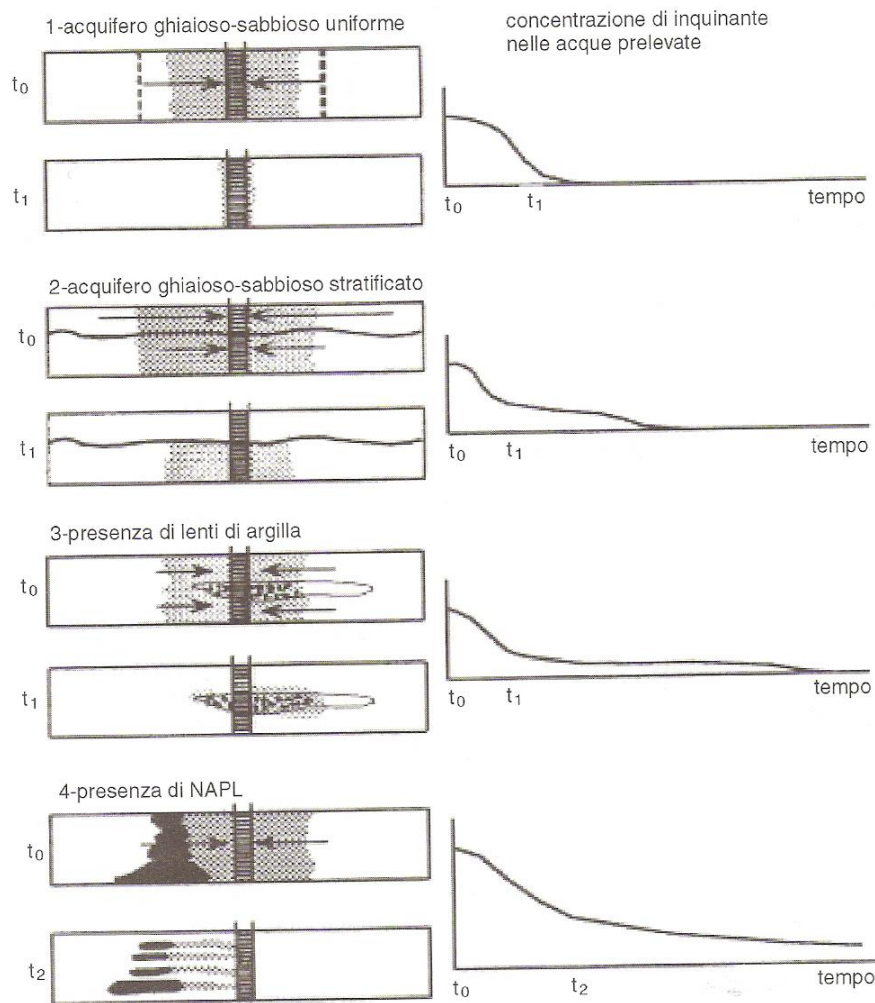 1-acquifero ghiaioso-sabbioso uniforme
concentrazione di inquinante
nelle acque prelevate
t0
t1
t0
t1
tempo
2-acquifero ghiaioso-sabbioso stratificato
t0
t1
t0
t1
tempo
3-presenza di lenti di argilla
t0
t1
t0
t1
tempo
4-presenza di NAPL
t0
t2
t0
t2
tempo